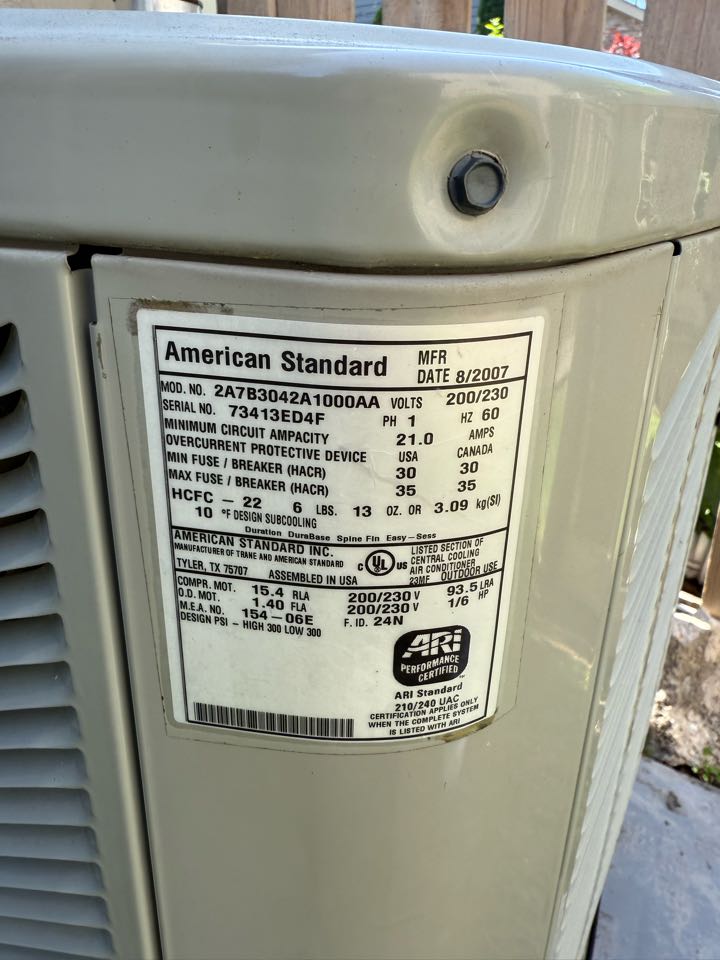 American Standard MFR DATE 8/2007
MOD. NO. 2A7B3042A1000AA VOLTS 200/230
SERIAL NO. 73413ED4F PH 1 HZ 60
MINIMUM CIRCUIT AMPACITY 21.0 AMPS
OVERCURRENT PROTECTIVE DEVICE USA CANADA
MIN FUSE / BREAKER (HACR) 30 30
MAX FUSE / BREAKER (HACR) 35 35
HCFC - 22 6 LBS. 13 OZ. OR 3.09 kg(SI)
10 °F DESIGN SUBCOOLING
Duration DuraBase Spine Fin Easy-Sess
AMERICAN STANDARD INC.
MANUFACTURER OF TRANE AND AMERICAN STANDARD
TYLER, TX 75707 ASSEMBLED IN USA
C UL US
LISTED SECTION OF
CENTRAL COOLING
AIR CONDITIONER
23MF OUTDOOR USE
COMPR. MOT. 15.4 RLA 200/230 V 93.5 LRA
O.D. MOT. 1.40 FLA 200/230 V 1/6 HP
M.E.A. NO. 154-06E F. ID. 24N
DESIGN PSI - HIGH 300 LOW 300
ARi
PERFORMANCE
CERTIFIED™
ARI Standard
210/240 UAC
CERTIFICATION APPLIES ONLY
WHEN THE COMPLETE SYSTEM
IS LISTED WITH ARI